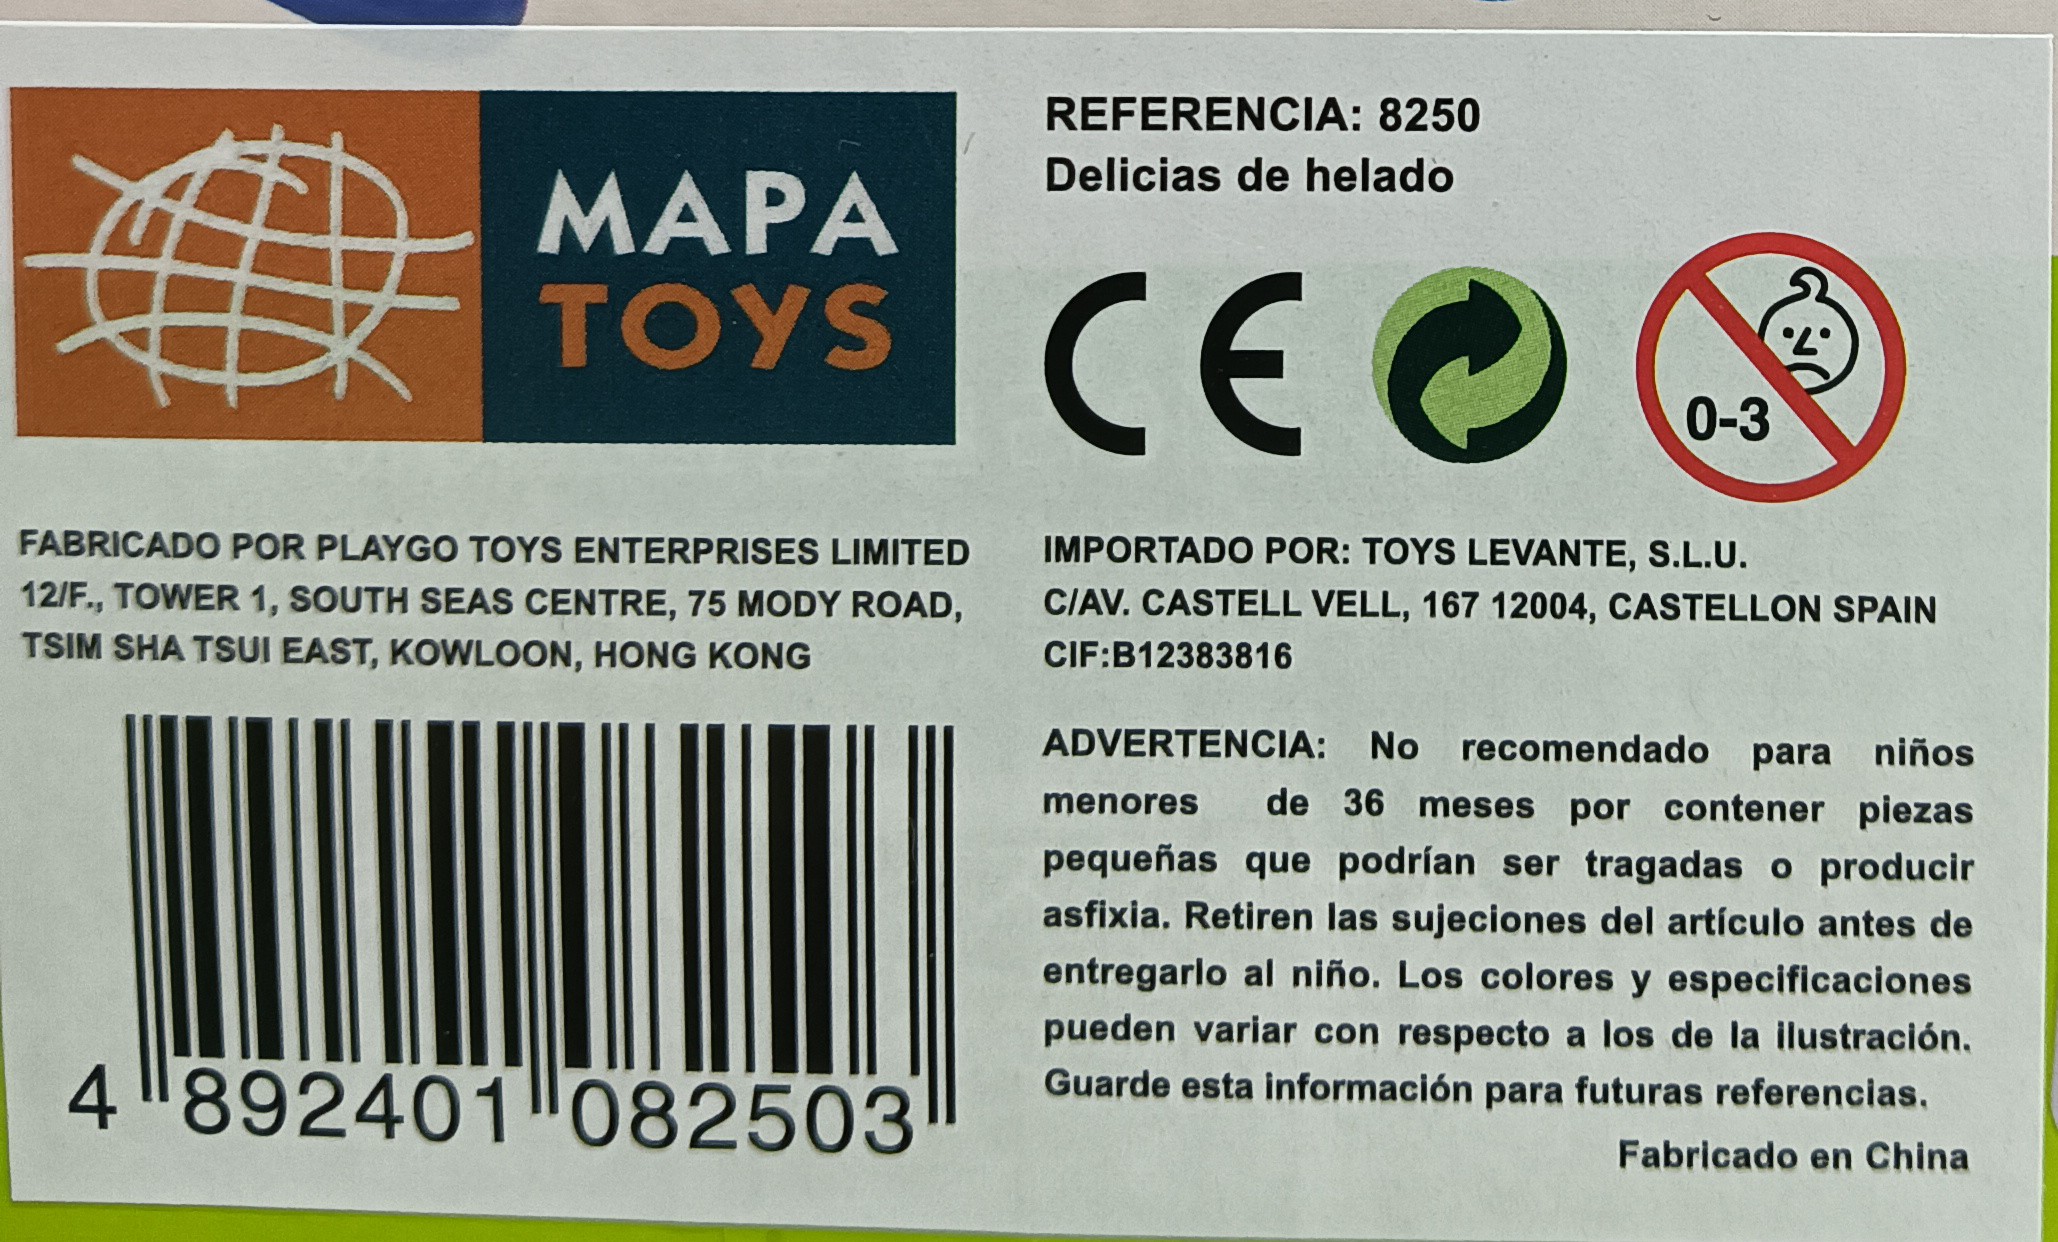 MAPA
TOYS
REFERENCIA: 8250
Delicias de helado
CE
0-3
FABRICADO POR PLAYGO TOYS ENTERPRISES LIMITED
12/F., TOWER 1, SOUTH SEAS CENTRE, 75 MODY ROAD,
TSIM SHA TSUI EAST, KOWLOON, HONG KONG
IMPORTADO POR: TOYS LEVANTE, S.L.U.
C/AV. CASTELL VELL, 167 12004, CASTELLON SPAIN
CIF:B12383816
4 892401 082503
ADVERTENCIA: No recomendado para niños
menores de 36 meses por contener piezas
pequeñas que podrían ser tragadas o producir
asfixia. Retiren las sujeciones del artículo antes de
entregarlo al niño. Los colores y especificaciones
pueden variar con respecto a los de la ilustración.
Guarde esta información para futuras referencias.
Fabricado en China